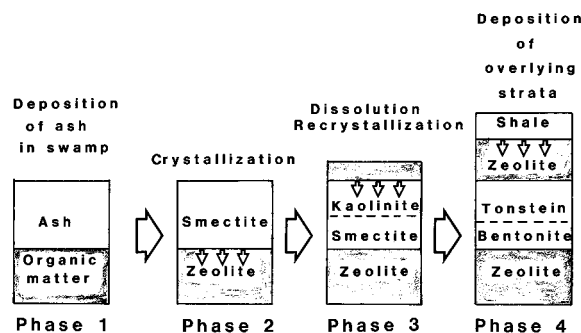 Deposition
of ash
in swamp
Ash
Organic
matter
Phase 1
Crystallization
Smectite
Zeolite
Phase 2
Dissolution
Recrystallization
Kaolinite
Smectite
Zeolite
Phase 3
Deposition
of
overlying
strata
Shale
Zeolite
Tonstein
Bentonite
Zeolite
Phase 4